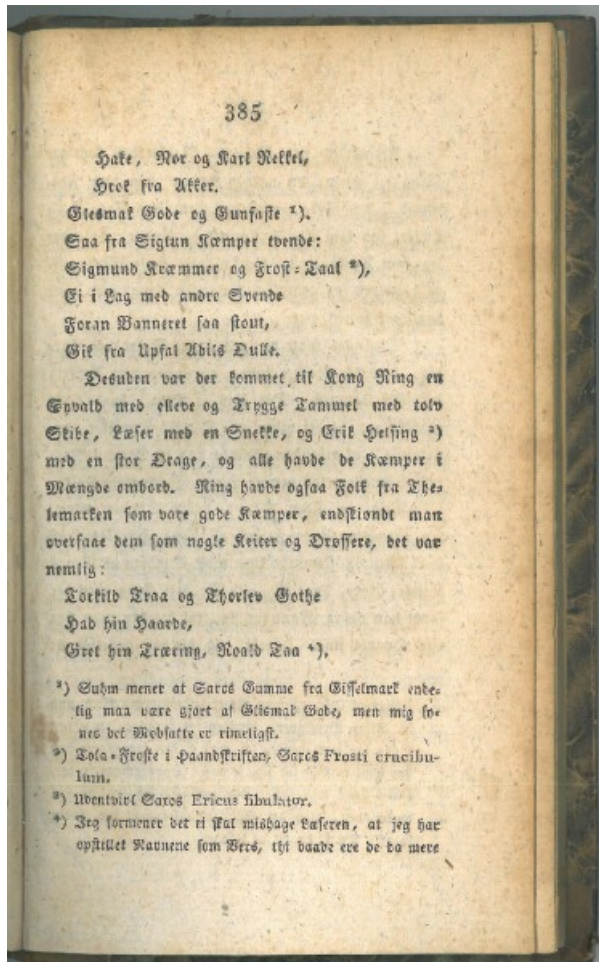 385
Hake, Nor og Karl Rekkel,
Hrok fra Akker.
Glesmak Gode og Gunfaste ¹).
Saa fra Sigtun Kæmper tvende:
Sigmund Kræmmer og Frost-Taal ²),
Ei i Lag med andre Svende
Foran Banneret saa stout,
Gik fra Upsal Adils Dulle.
Desuden var der kommet til Kong Ring en
Syvald med elleve og Trygge Tammel med tolv
Skibe, Læser med en Snekke, og Erik Helsing ³)
med en stor Drage, og alle havde de Kæmper i
Mængde ombord. Ring havde ogsaa Folk fra The-
lemarken som vare gode Kæmper, endskiøndt man
oversaae dem som nogle Keiter og Drøssere, det var
nemlig:
Torkild Traa og Thorlev Gothe
Had hin Haarde,
Gret hin Træring, Roald Taa ⁴),
¹) Suhm mener at Saxos Gumme fra Gisselmark ende-
lig maa være gjort af Glismak Gode, men mig sy-
nes det Modsatte er rimeligst.
²) Tola-Froste i Haandskriften, Saxos Frosti crucibu-
lum.
³) Udentvivl Saxos Ericus fibulator.
⁴) Jeg formener det ei skal mishage Læseren, at jeg har
opstillet Navnene som Vers, thi baade ere de da mere